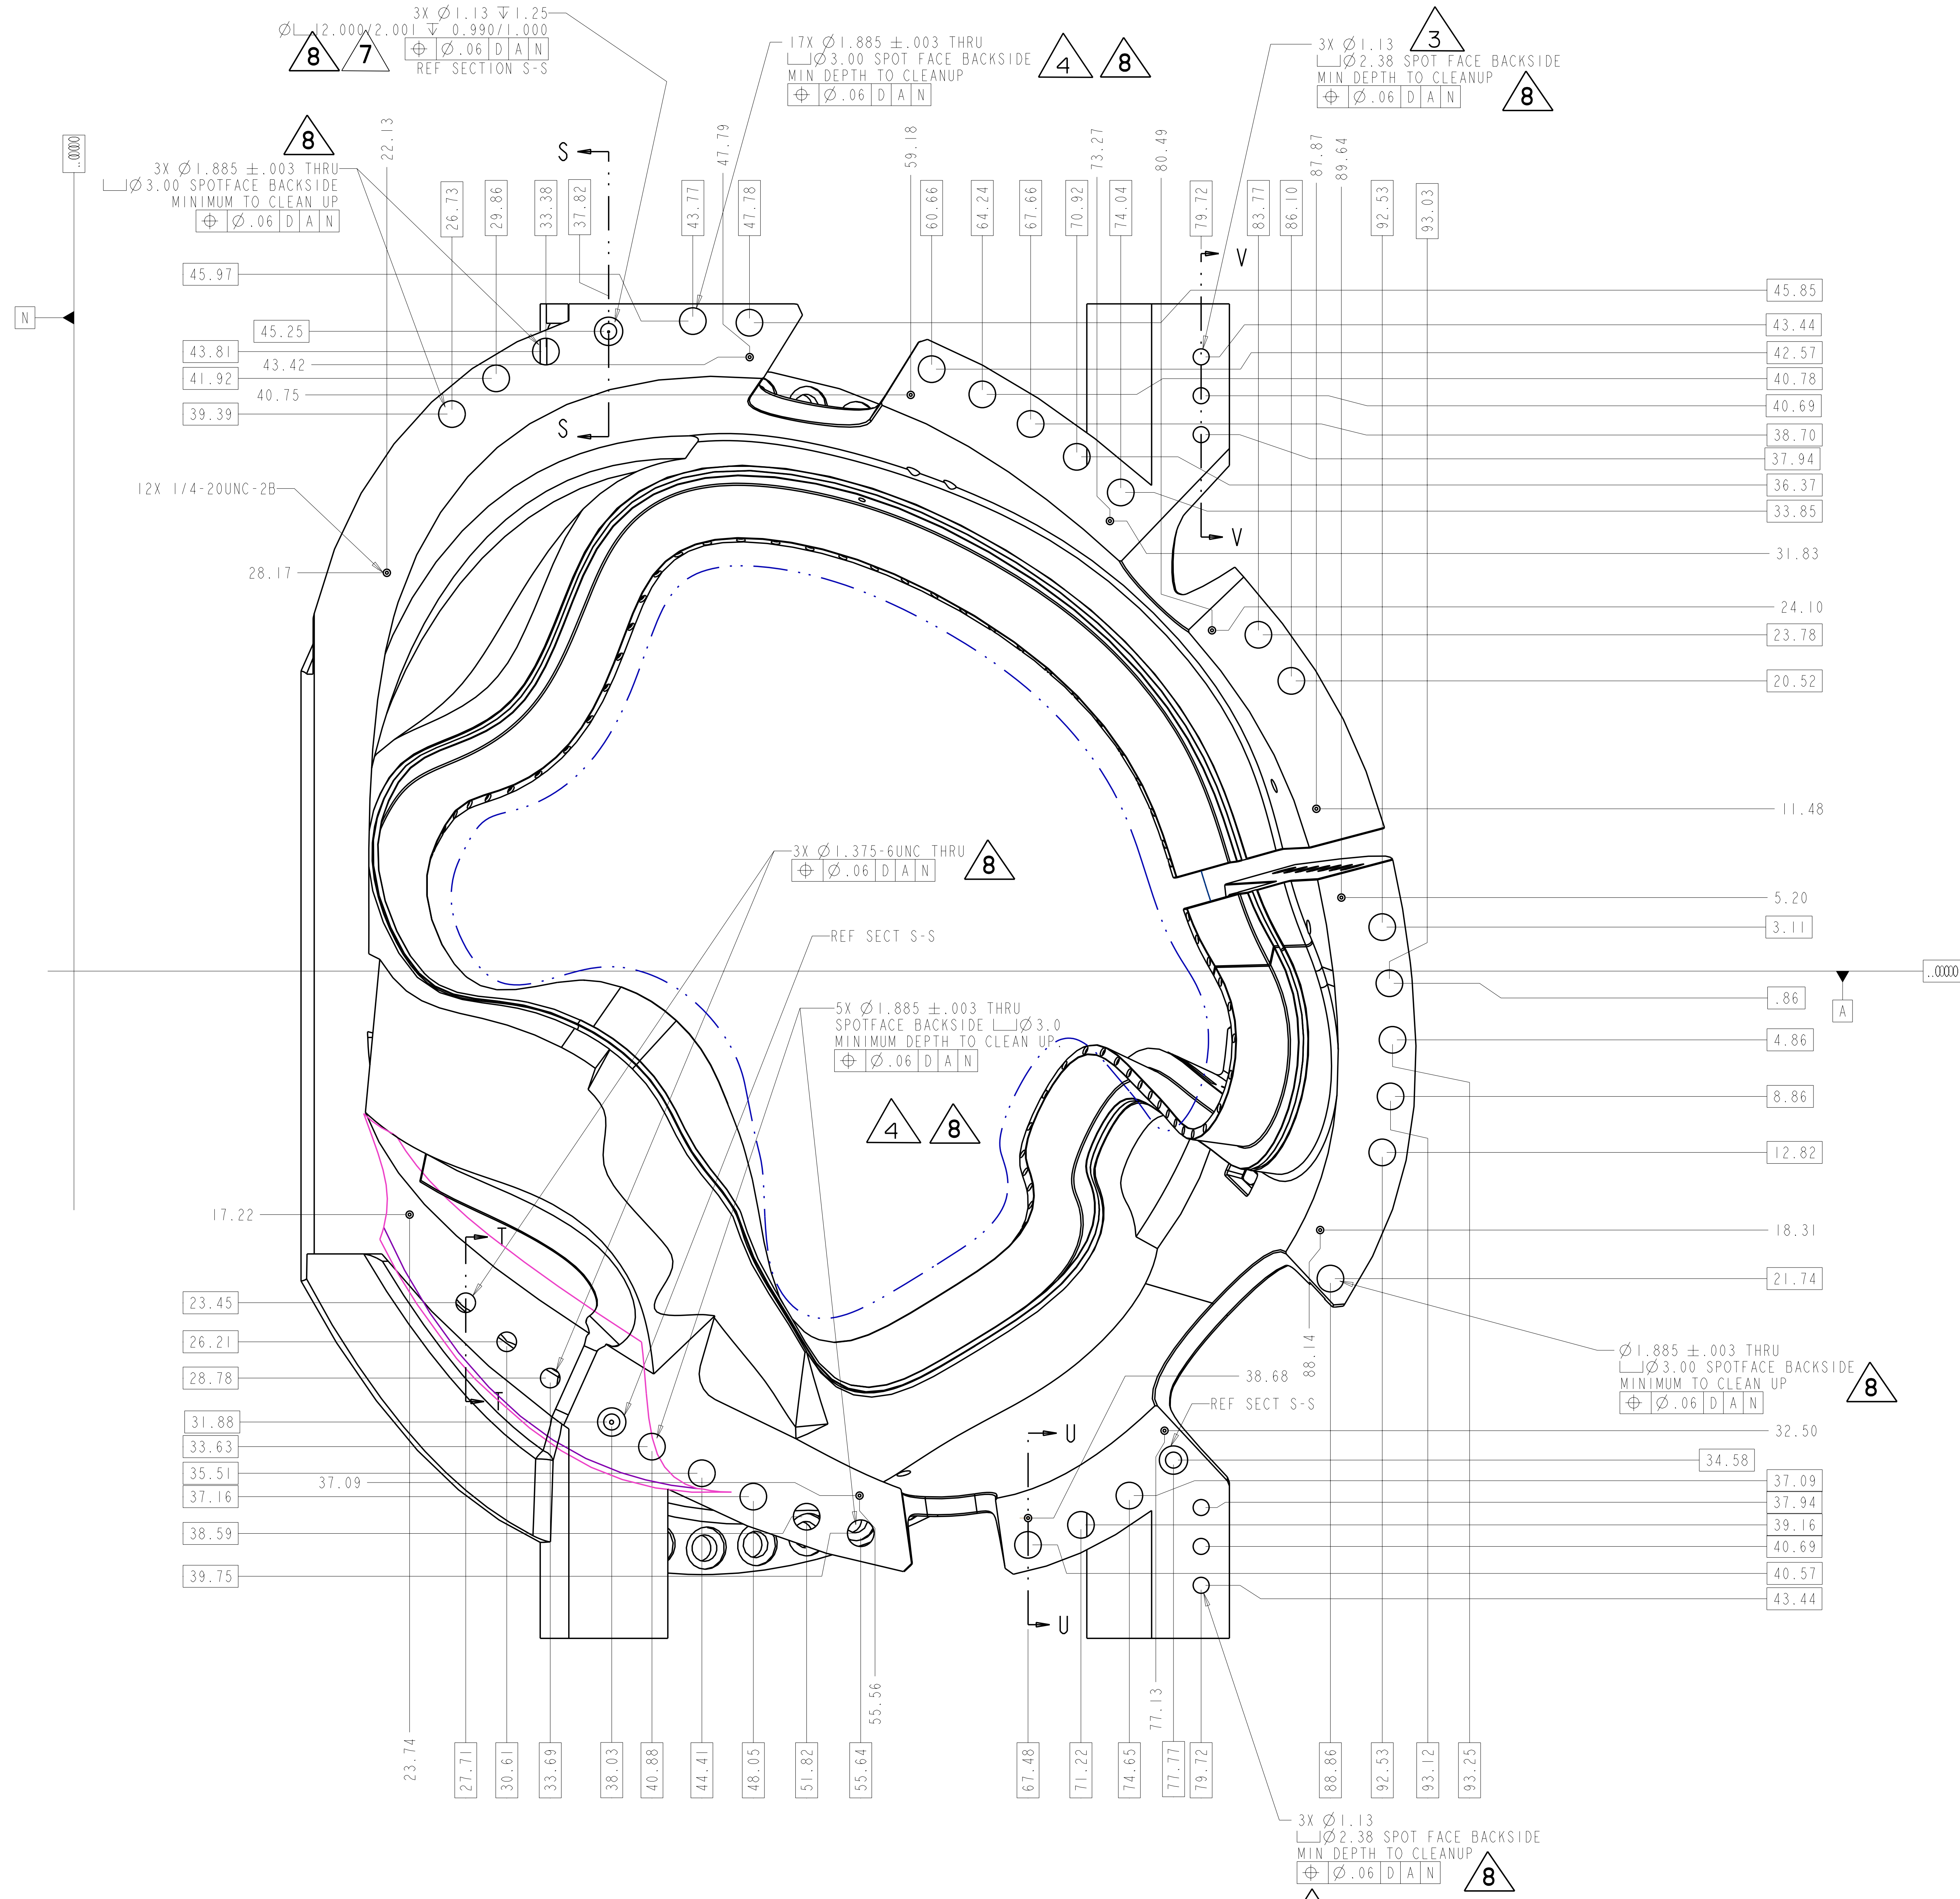 3X Ø1.13 ↧1.25
Ø⌴2.000/2.001 ↧ 0.990/1.000
⌖ Ø.06 D A N
REF SECTION S-S
8
7
17X Ø1.885 ±.003 THRU
⌴Ø3.00 SPOT FACE BACKSIDE
MIN DEPTH TO CLEANUP
⌖ Ø.06 D A N
4
8
3X Ø1.13
⌴Ø2.38 SPOT FACE BACKSIDE
MIN DEPTH TO CLEANUP
⌖ Ø.06 D A N
3
8
8
3X Ø1.885 ±.003 THRU
⌴Ø3.00 SPOTFACE BACKSIDE
MINIMUM TO CLEAN UP
⌖ Ø.06 D A N
N
22.13
26.73
29.86
33.38
37.82
43.77
47.79
47.78
59.18
60.66
64.24
67.66
70.92
73.27
74.04
80.49
79.72
83.77
86.10
87.87
89.64
92.53
93.03
S
S
V
V
45.97
45.25
43.81
43.42
41.92
40.75
39.39
12X 1/4-20UNC-2B
28.17
45.85
43.44
42.57
40.78
40.69
38.70
37.94
36.37
33.85
31.83
24.10
23.78
20.52
11.48
5.20
3.11
.86
A
4.86
8.86
12.82
18.31
21.74
3X Ø1.375-6UNC THRU
⌖ Ø.06 D A N
8
REF SECT S-S
5X Ø1.885 ±.003 THRU
SPOTFACE BACKSIDE ⌴Ø3.0
MINIMUM DEPTH TO CLEAN UP
⌖ Ø.06 D A N
4
8
17.22
T
T
23.45
26.21
28.78
31.88
33.63
35.51
37.09
37.16
38.59
39.75
Ø1.885 ±.003 THRU
⌴Ø3.00 SPOTFACE BACKSIDE
MINIMUM TO CLEAN UP
⌖ Ø.06 D A N
8
38.68
REF SECT S-S
88.14
U
U
32.50
34.58
37.09
37.94
39.16
40.69
40.57
43.44
23.74
27.71
30.61
33.69
38.03
40.88
44.41
48.05
51.82
55.64
55.56
67.48
71.22
74.65
77.13
77.77
79.72
88.86
92.53
93.12
93.25
3X Ø1.13
⌴Ø2.38 SPOT FACE BACKSIDE
MIN DEPTH TO CLEANUP
⌖ Ø.06 D A N
8